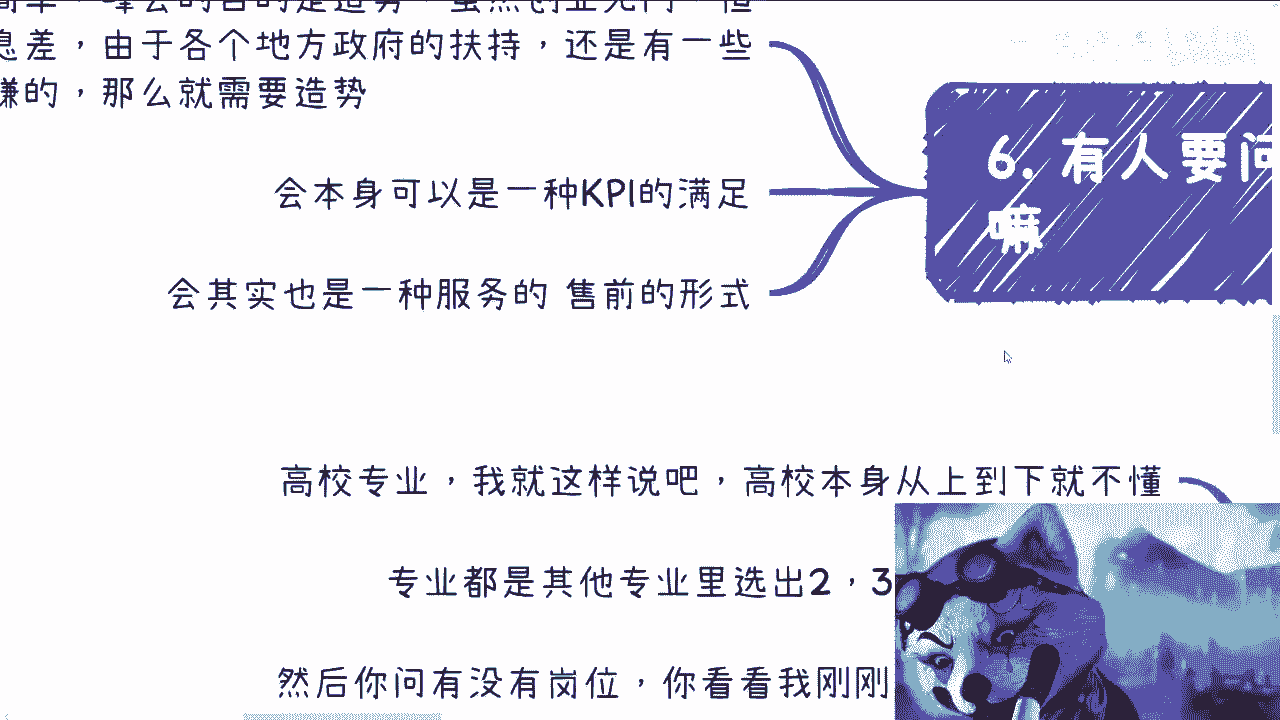 息差，由于各个地方政府的扶持，还是有一些
赚的，那么就需要造势
会本身可以是一种KPI的满足
会其实也是一种服务的 售前的形式
6. 有人要问
嘛
高校专业，我就这样说吧，高校本身从上到下就不懂
专业都是其他专业里选出2，3
然后你问有没有岗位，你看看我刚刚